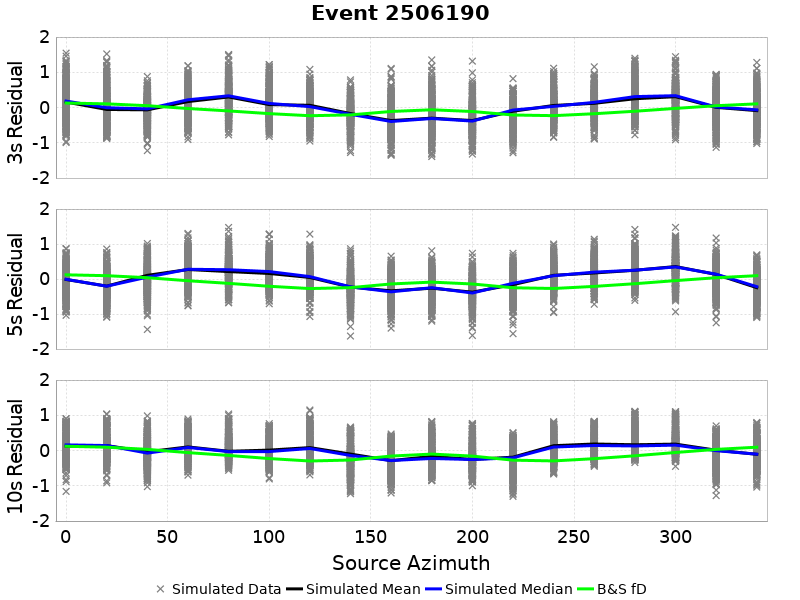 Event 2506190
2
1
0
-1
-2
3s Residual
2
1
0
-1
-2
5s Residual
2
1
0
-1
-2
10s Residual
0 50 100 150 200 250 300
Source Azimuth
Simulated Data Simulated Mean Simulated Median B&S fD